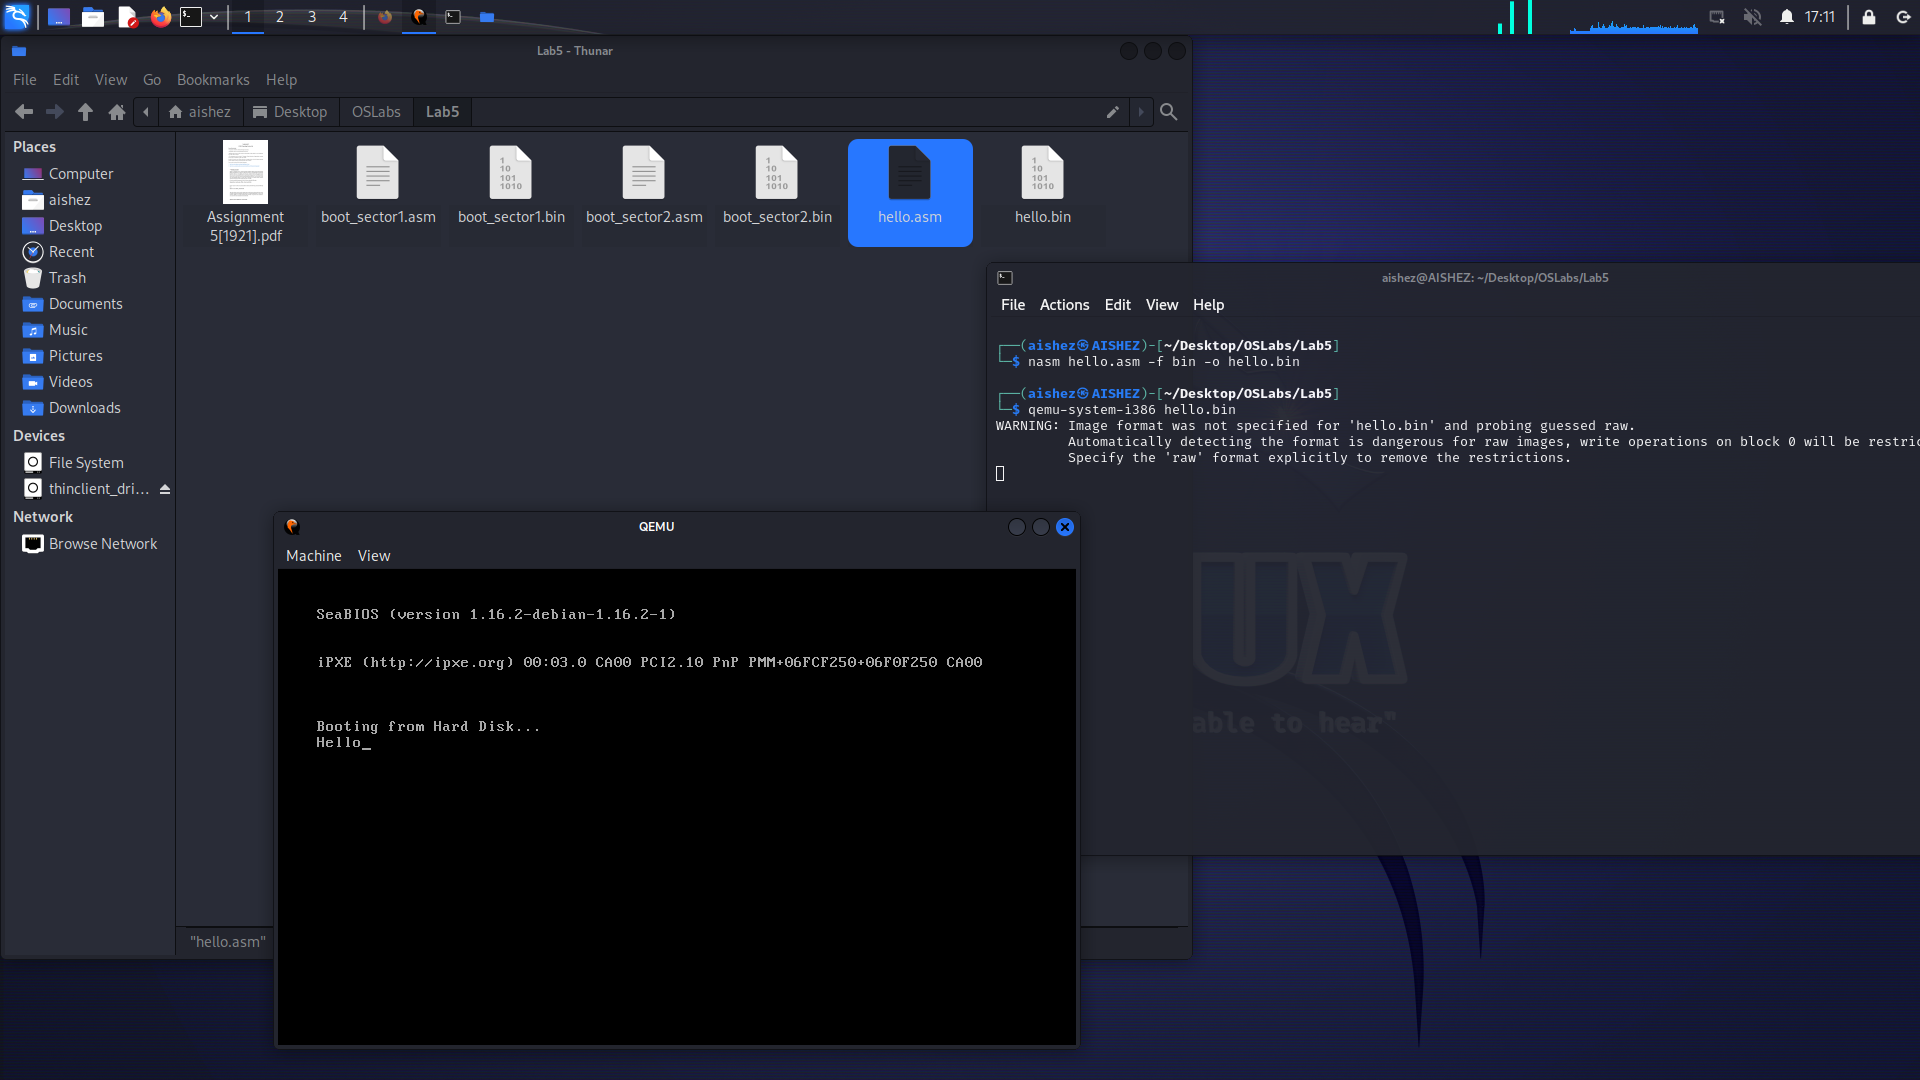 1 2 3 4
17:11
Lab5 - Thunar
File Edit View Go Bookmarks Help
aishez Desktop OSLabs Lab5
Places
Computer
aishez
Desktop
Recent
Trash
Documents
Music
Pictures
Videos
Downloads
Devices
File System
thinclient_dri...
Network
Browse Network
Assignment
5[1921].pdf
boot_sector1.asm
boot_sector1.bin
boot_sector2.asm
boot_sector2.bin
hello.asm
hello.bin
"hello.asm"
aishez@AISHEZ: ~/Desktop/OSLabs/Lab5
File Actions Edit View Help
┌──(aishez㉿AISHEZ)-[~/Desktop/OSLabs/Lab5]
└─$ nasm hello.asm -f bin -o hello.bin
┌──(aishez㉿AISHEZ)-[~/Desktop/OSLabs/Lab5]
└─$ qemu-system-i386 hello.bin
WARNING: Image format was not specified for 'hello.bin' and probing guessed raw.
Automatically detecting the format is dangerous for raw images, write operations on block 0 will be restric
Specify the 'raw' format explicitly to remove the restrictions.
UX
able to hear"
QEMU
Machine View
SeaBIOS (version 1.16.2-debian-1.16.2-1)
iPXE (http://ipxe.org) 00:03.0 CA00 PCI2.10 PnP PMM+06FCF250+06F0F250 CA00
Booting from Hard Disk...
Hello_